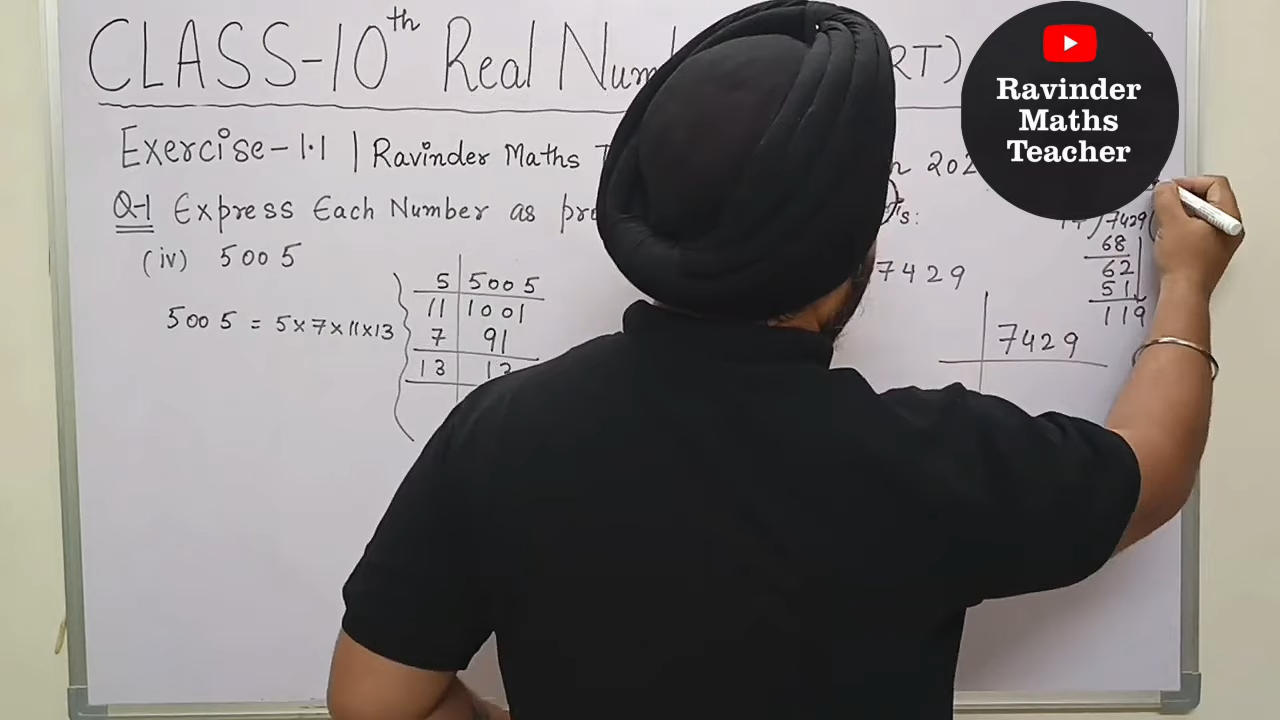 CLASS-10th Real Num RT)
Ravinder
Maths
Teacher
Exercise-1.1 | Ravinder Maths
Q-1 Express Each Number as
(iv) 5005
7429
5005 = 5×7×11×13
5 | 5005
11 | 1001
7 | 91
13 | 13
7429
17 ) 7429 (
68
62
51
119